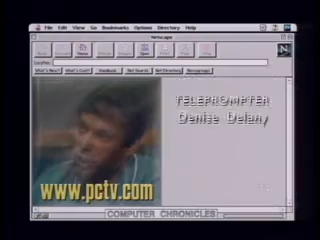 File Edit View Go Bookmarks Options Directory Help
Netscape
Location:
What's New? What's Cool? Handbook Net Search Net Directory Newsgroups
TELEPROMPTER
Denise Delany
www.pctv.com
COMPUTER CHRONICLES